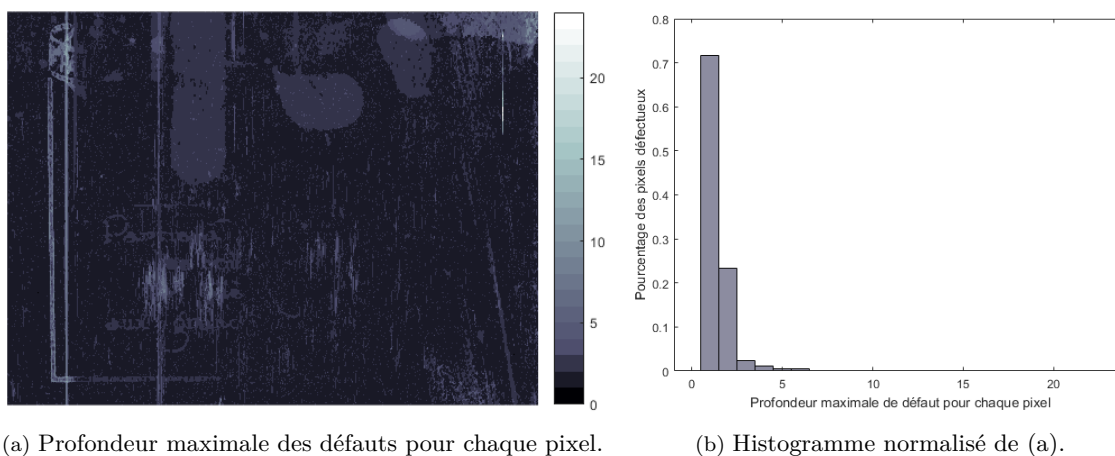 20
15
10
5
0
Pourcentage des pixels défectueux
0.8
0.7
0.6
0.5
0.4
0.3
0.2
0.1
0
0 5 10 15 20
Profondeur maximale de défaut pour chaque pixel
(a) Profondeur maximale des défauts pour chaque pixel.
(b) Histogramme normalisé de (a).